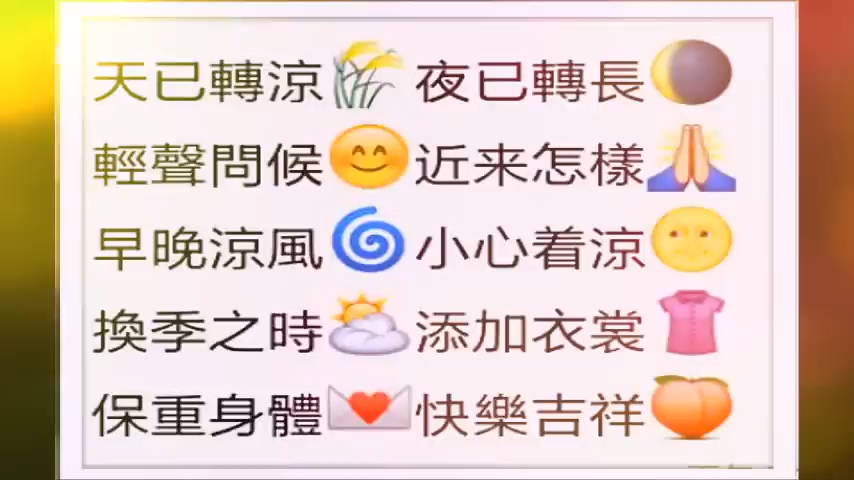 天已轉涼🌾夜已轉長🌘
輕聲問候😊近来怎樣🙏
早晚涼風🌀小心着涼🌝
換季之時⛅添加衣裳👚
保重身體💌快樂吉祥🍑